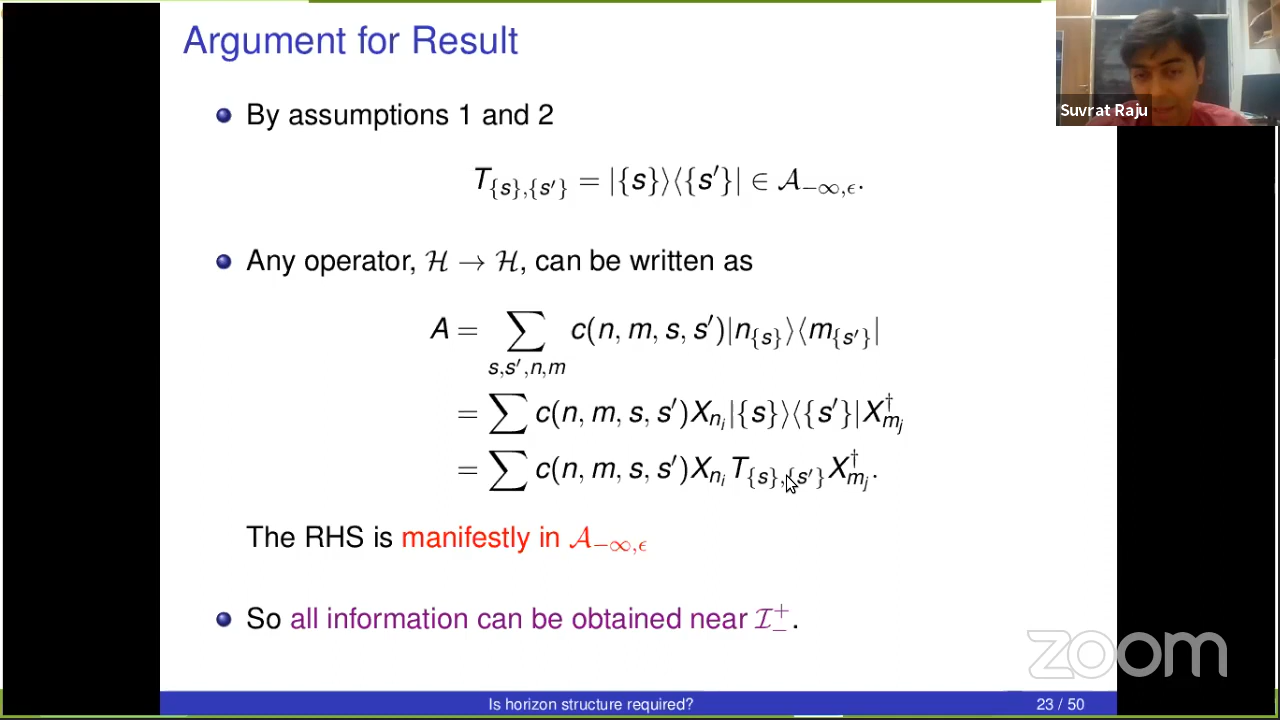 Argument for Result
Suvrat Raju
By assumptions 1 and 2
T_{{s},{s′}} = |{s}⟩⟨{s′}| ∈ 𝒜_{−∞,ϵ}.
Any operator, ℋ → ℋ, can be written as
A = ∑_{s,s′,n,m} c(n, m, s, s′)|n_{{s}}⟩⟨m_{{s′}}|
= ∑ c(n, m, s, s′)X_{n_i}|{s}⟩⟨{s′}|X†_{m_j}
= ∑ c(n, m, s, s′)X_{n_i}T_{{s},{s′}}X†_{m_j}.
The RHS is manifestly in 𝒜_{−∞,ϵ}
So all information can be obtained near ℐ⁺₋.
zoom
Is horizon structure required?
23 / 50